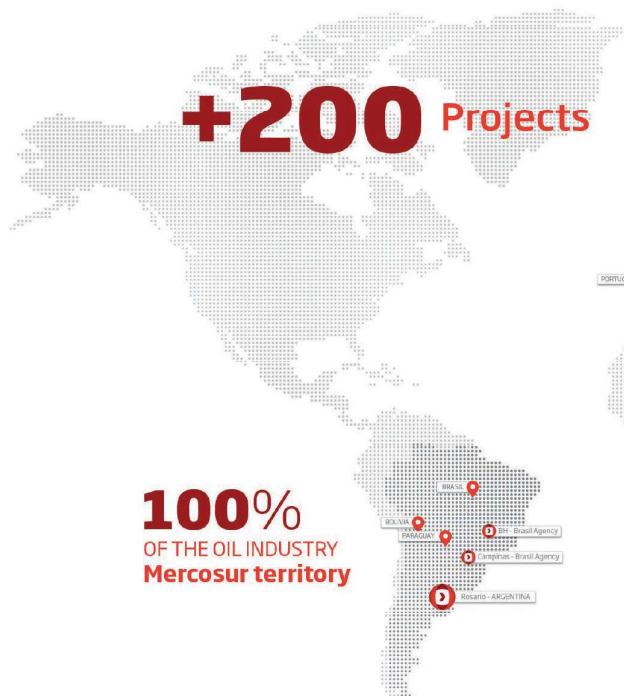 +200 Projects
BRASIL
100%
OF THE OIL INDUSTRY
Mercosur territory
BOLIVIA
PARAGUAY
BH - Brasil Agency
Campinas - Brasil Agency
Rosario - ARGENTINA